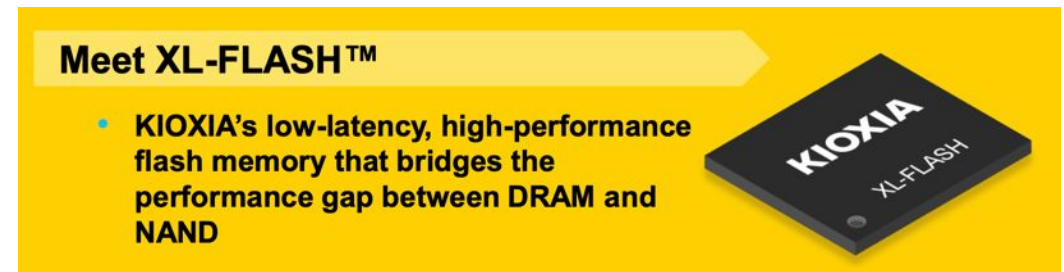 Meet XL-FLASH™
• KIOXIA's low-latency, high-performance
flash memory that bridges the
performance gap between DRAM and
NAND
KIOXIA
XL-FLASH